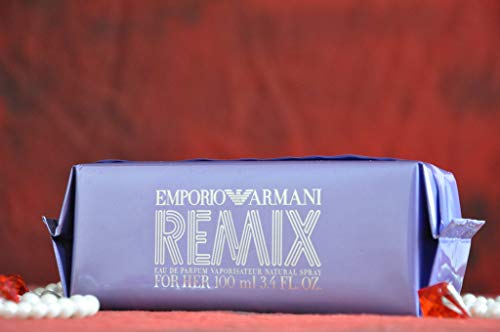 EMPORIO ARMANI
REMIX
EAU DE PARFUM VAPORISATEUR NATURAL SPRAY
FOR HER 100 ml 3.4 FL. OZ